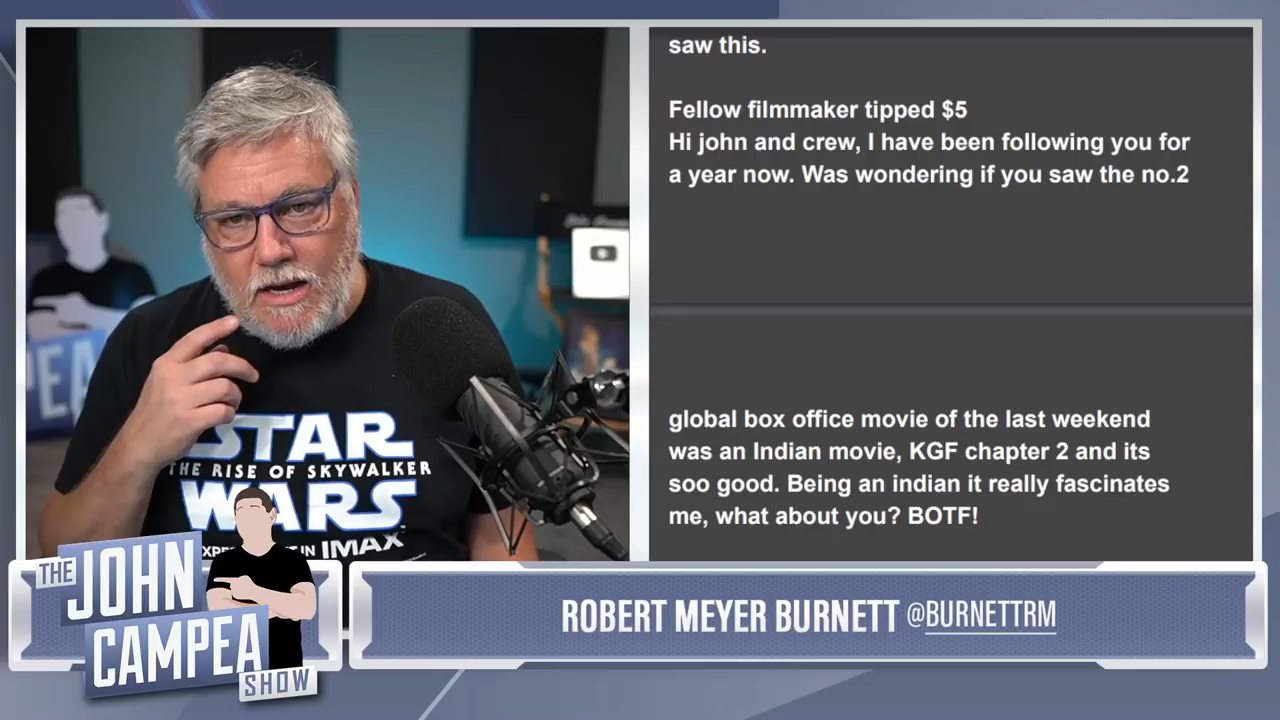 saw this.
Fellow filmmaker tipped $5
Hi john and crew, I have been following you for
a year now. Was wondering if you saw the no.2
global box office movie of the last weekend
was an Indian movie, KGF chapter 2 and its
soo good. Being an indian it really fascinates
me, what about you? BOTF!
PEA
STAR
THE RISE OF SKYWALKER
WARS
IN IMAX
THE
JOHN
CAMPEA
SHOW
ROBERT MEYER BURNETT @BURNETTRM